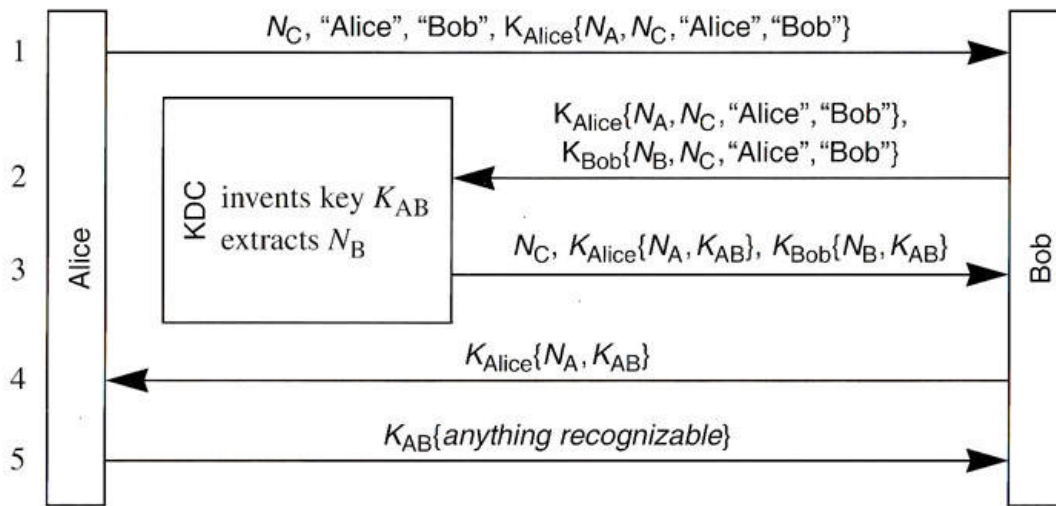 1
N_C, “Alice”, “Bob”, K_Alice{N_A, N_C, “Alice”,“Bob”}
K_Alice{N_A, N_C, “Alice”, “Bob”},
2
K_Bob{N_B, N_C, “Alice”, “Bob”}
KDC
invents key K_AB
extracts N_B
3
N_C, K_Alice{N_A, K_AB}, K_Bob{N_B, K_AB}
Alice
Bob
4
K_Alice{N_A, K_AB}
5
K_AB{anything recognizable}